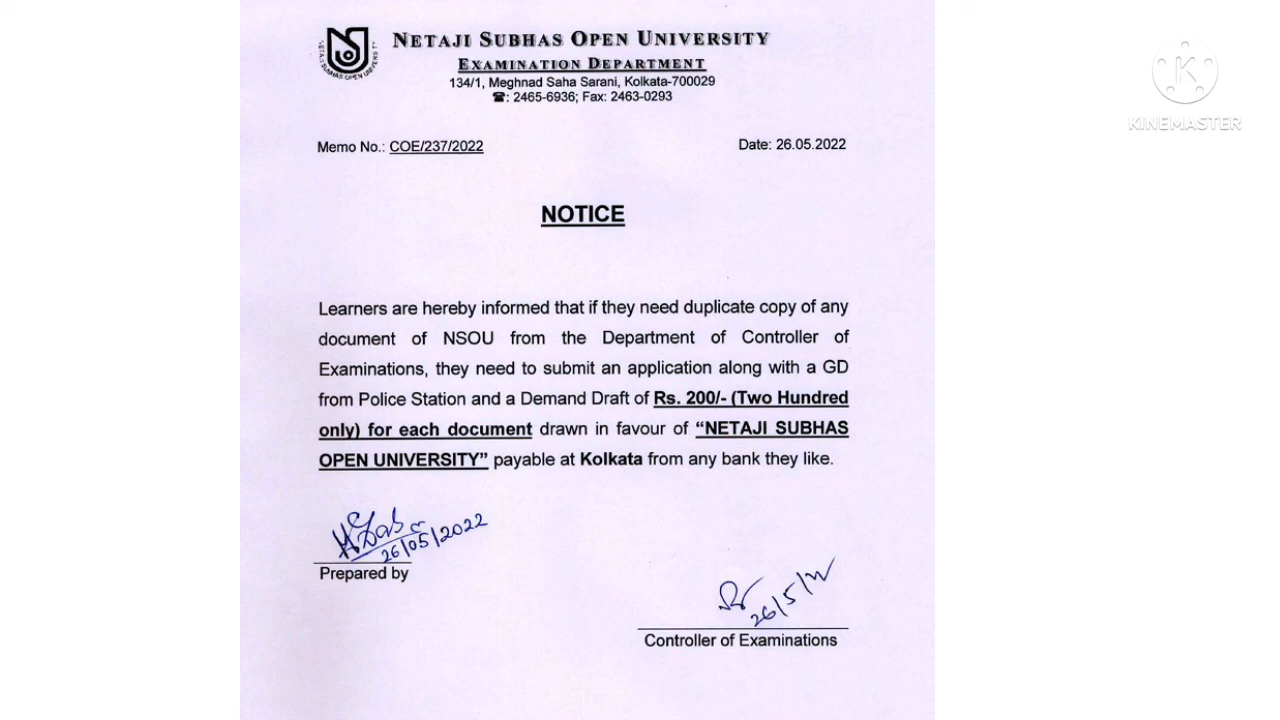 NETAJI SUBHAS OPEN UNIVERSITY
EXAMINATION DEPARTMENT
134/1, Meghnad Saha Sarani, Kolkata-700029
☎: 2465-6936; Fax: 2463-0293
Memo No.: COE/237/2022
Date: 26.05.2022
NOTICE
Learners are hereby informed that if they need duplicate copy of any
document of NSOU from the Department of Controller of
Examinations, they need to submit an application along with a GD
from Police Station and a Demand Draft of Rs. 200/- (Two Hundred
only) for each document drawn in favour of “NETAJI SUBHAS
OPEN UNIVERSITY” payable at Kolkata from any bank they like.
26/05/2022
Prepared by
26/5/22
Controller of Examinations
KINEMASTER